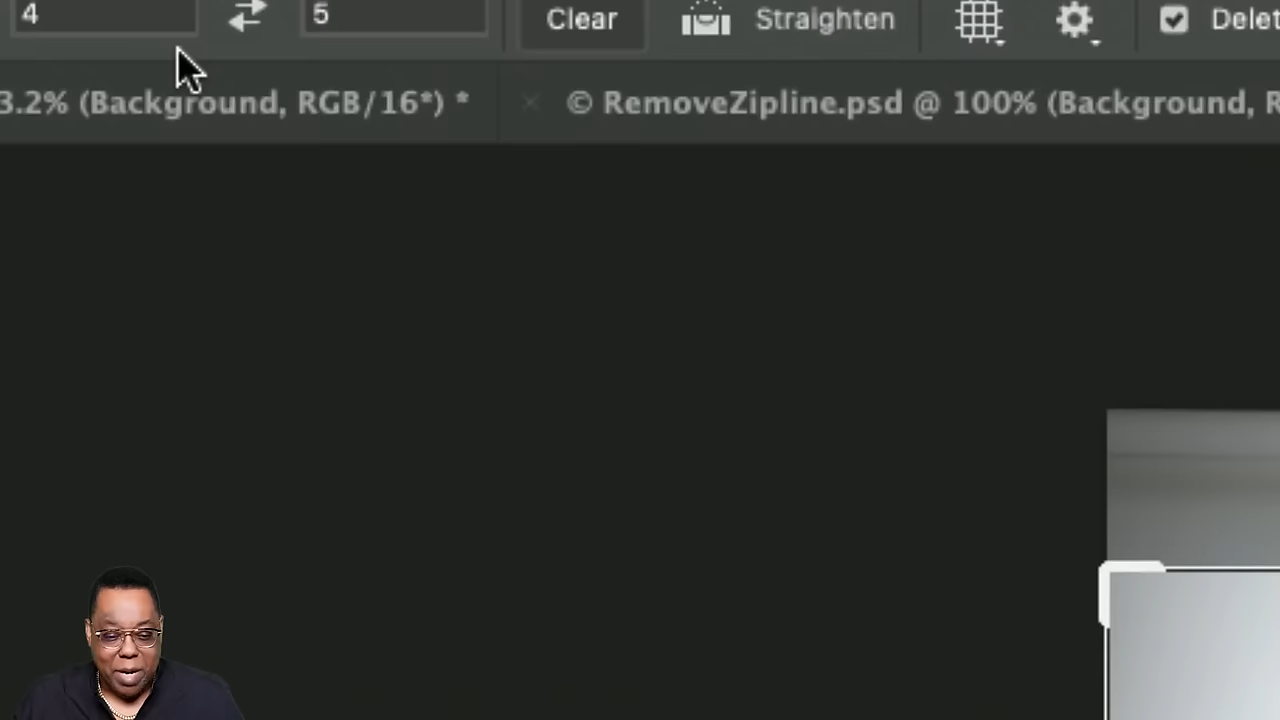 4 5 Clear Straighten Delet
3.2% (Background, RGB/16*) * × © RemoveZipline.psd @ 100% (Background, R